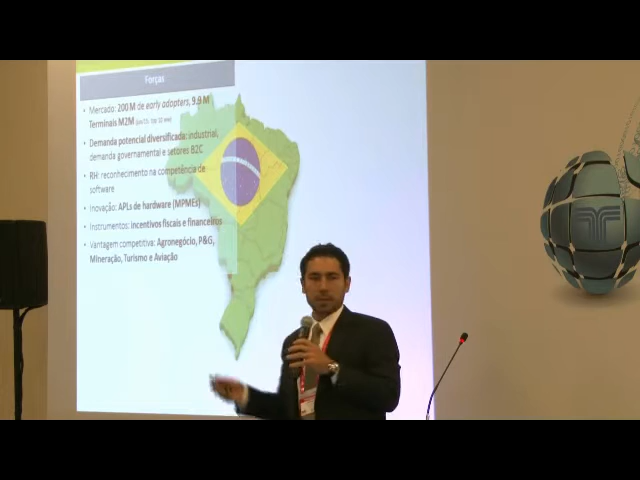 Forças
• Mercado: 200 M de early adopters, 9.9 M
Terminais M2M
• Demanda potencial diversificada: industrial,
demanda governamental e setores B2C
• RH: reconhecimento na competência de
software
• Inovação: APLs de hardware (MPMEs)
• Instrumentos: incentivos fiscais e financeiros
• Vantagem competitiva: Agronegócio, P&G,
Mineração, Turismo e Aviação